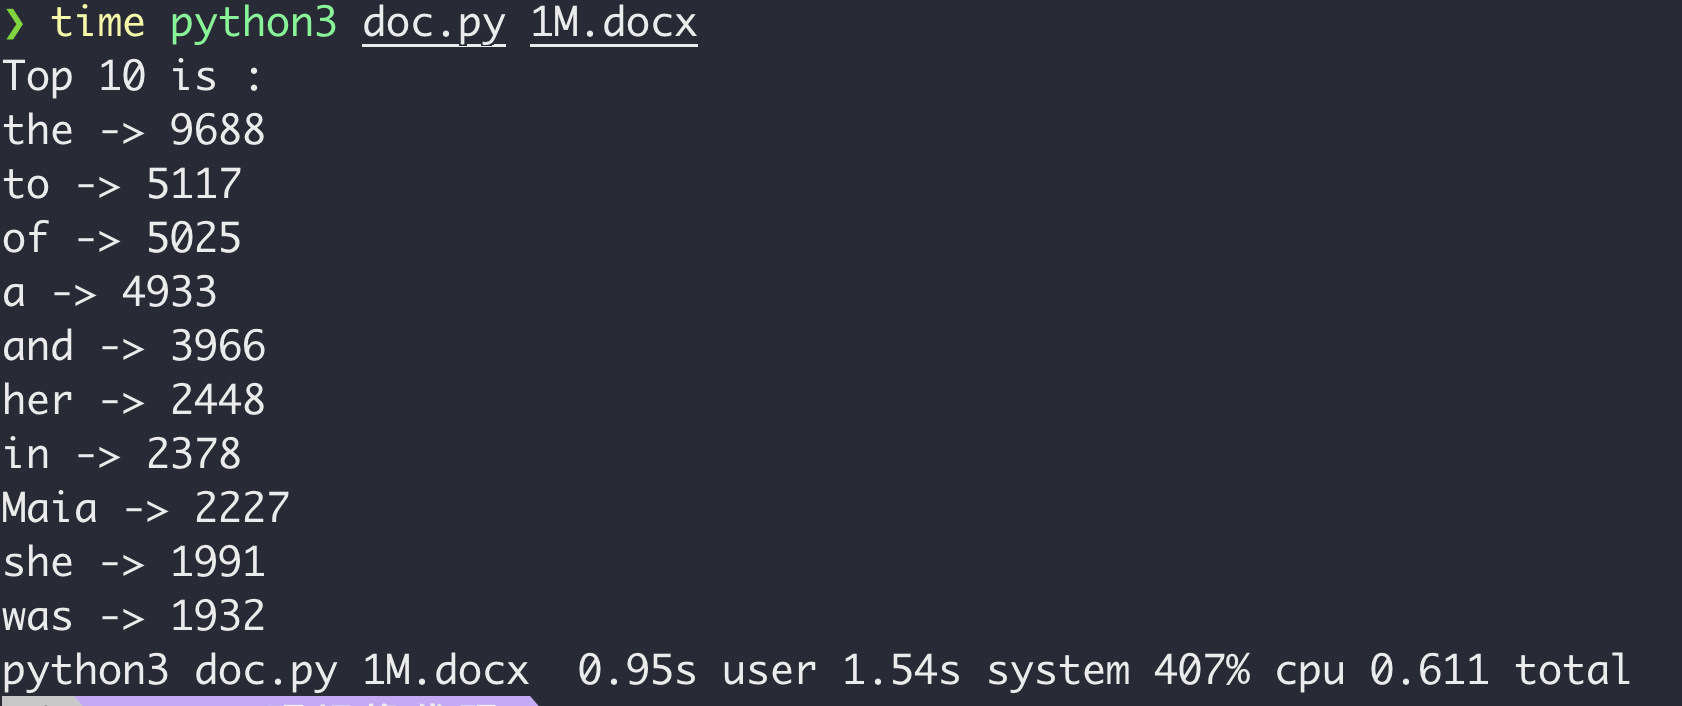 ❯ time python3 doc.py 1M.docx
Top 10 is :
the -> 9688
to -> 5117
of -> 5025
a -> 4933
and -> 3966
her -> 2448
in -> 2378
Maia -> 2227
she -> 1991
was -> 1932
python3 doc.py 1M.docx  0.95s user 1.54s system 407% cpu 0.611 total